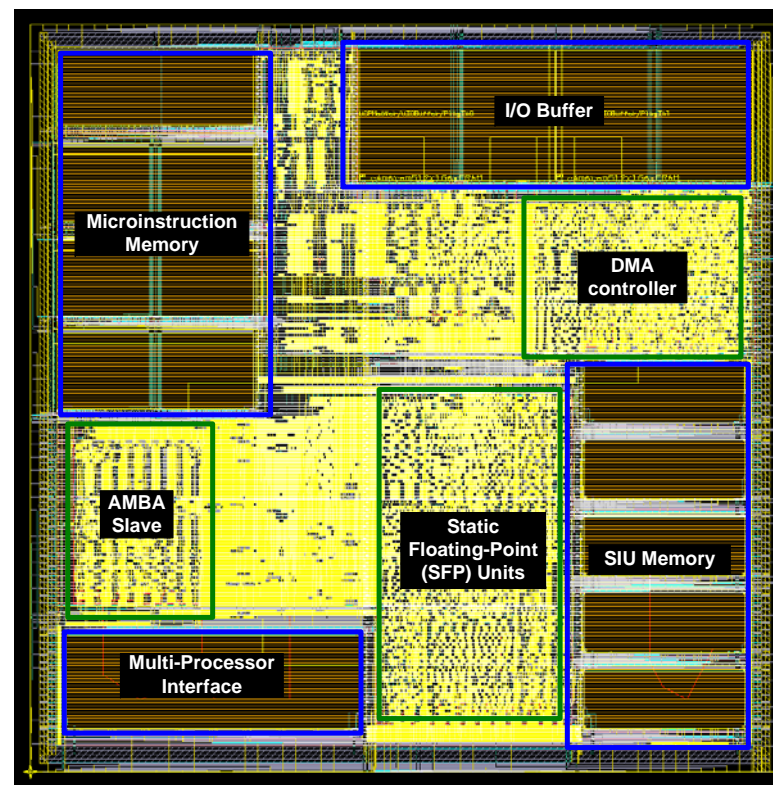 I/O Buffer
Microinstruction
Memory
DMA
controller
AMBA
Slave
Static
Floating-Point
(SFP) Units
SIU Memory
Multi-Processor
Interface